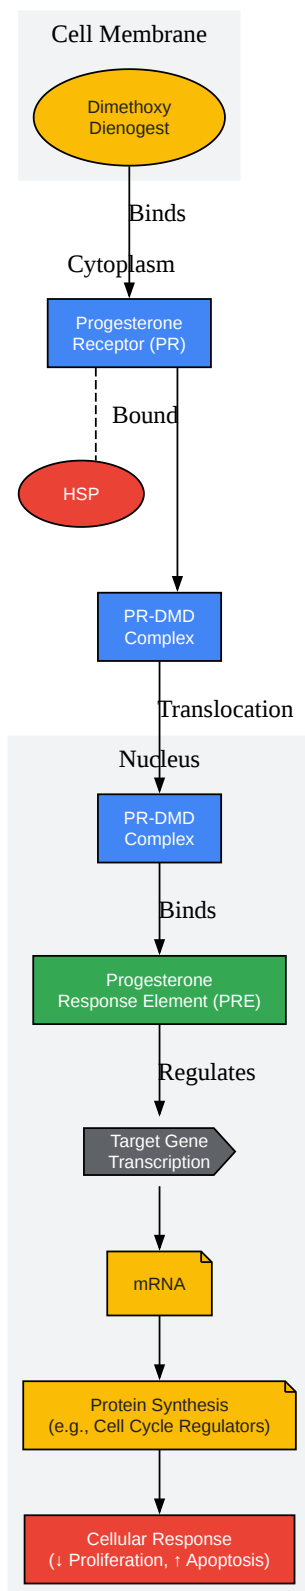 Cell Membrane
Dimethoxy
Dienogest
Binds
Cytoplasm
Progesterone
Receptor (PR)
Bound
HSP
PR-DMD
Complex
Translocation
Nucleus
PR-DMD
Complex
Binds
Progesterone
Response Element (PRE)
Regulates
Target Gene
Transcription
mRNA
Protein Synthesis
(e.g., Cell Cycle Regulators)
Cellular Response
(↓ Proliferation, ↑ Apoptosis)